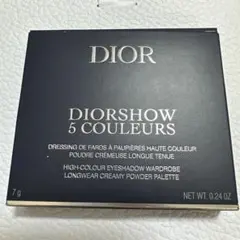 DIOR
DIORSHOW
5 COULEURS
DRESSING DE FARDS À PAUPIÈRES HAUTE COULEUR
POUDRE CRÉMEUSE LONGUE TENUE
HIGH-COLOUR EYESHADOW WARDROBE
LONGWEAR CREAMY POWDER PALETTE
7 g
NET WT. 0.24 OZ